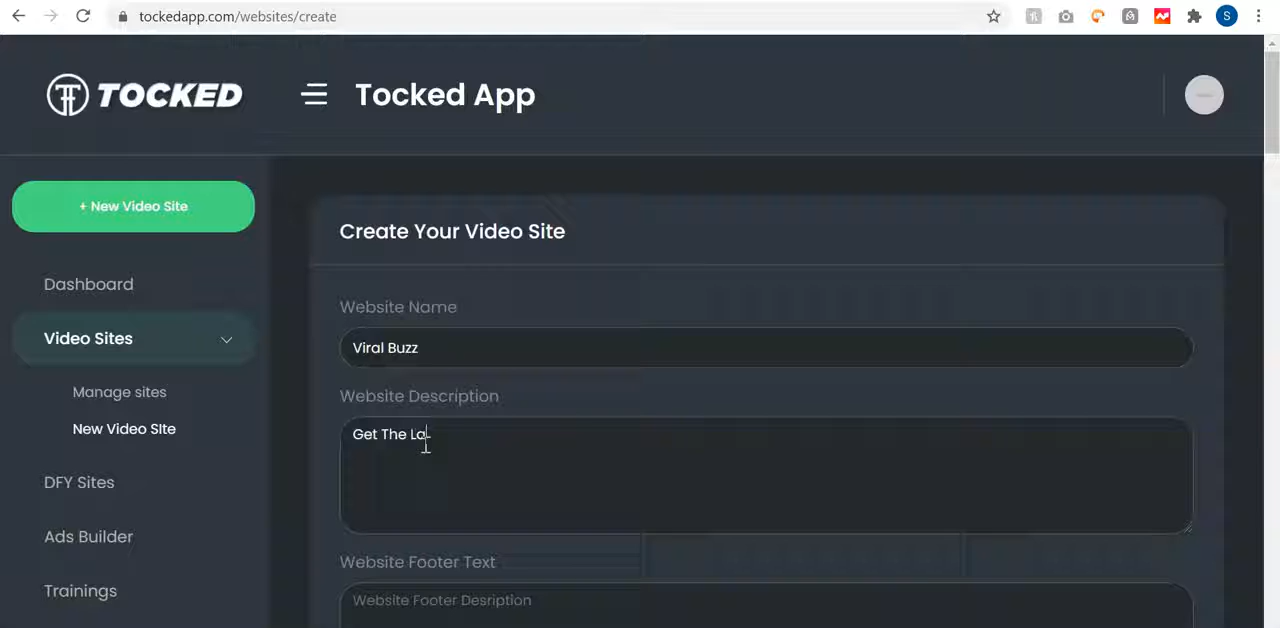 tockedapp.com/websites/create
S
TOCKED
Tocked App
+ New Video Site
Dashboard
Video Sites
Manage sites
New Video SIte
DFY Sites
Ads Builder
Trainings
Create Your Video Site
Website Name
Viral Buzz
Website Description
Get The La
Website Footer Text
Website Footer Desription